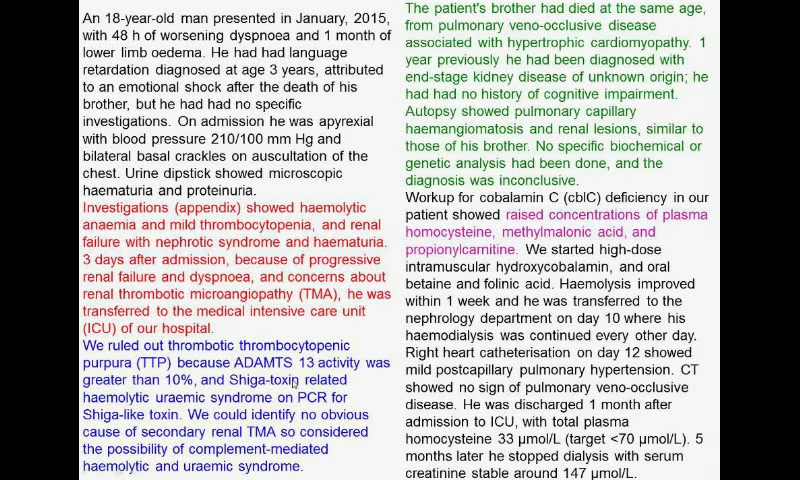 An 18-year-old man presented in January, 2015,
with 48 h of worsening dyspnoea and 1 month of
lower limb oedema. He had had language
retardation diagnosed at age 3 years, attributed
to an emotional shock after the death of his
brother, but he had had no specific
investigations. On admission he was apyrexial
with blood pressure 210/100 mm Hg and
bilateral basal crackles on auscultation of the
chest. Urine dipstick showed microscopic
haematuria and proteinuria.
Investigations (appendix) showed haemolytic
anaemia and mild thrombocytopenia, and renal
failure with nephrotic syndrome and haematuria.
3 days after admission, because of progressive
renal failure and dyspnoea, and concerns about
renal thrombotic microangiopathy (TMA), he was
transferred to the medical intensive care unit
(ICU) of our hospital.
We ruled out thrombotic thrombocytopenic
purpura (TTP) because ADAMTS 13 activity was
greater than 10%, and Shiga-toxin related
haemolytic uraemic syndrome on PCR for
Shiga-like toxin. We could identify no obvious
cause of secondary renal TMA so considered
the possibility of complement-mediated
haemolytic and uraemic syndrome.
The patient's brother had died at the same age,
from pulmonary veno-occlusive disease
associated with hypertrophic cardiomyopathy. 1
year previously he had been diagnosed with
end-stage kidney disease of unknown origin; he
had had no history of cognitive impairment.
Autopsy showed pulmonary capillary
haemangiomatosis and renal lesions, similar to
those of his brother. No specific biochemical or
genetic analysis had been done, and the
diagnosis was inconclusive.
Workup for cobalamin C (cblC) deficiency in our
patient showed raised concentrations of plasma
homocysteine, methylmalonic acid, and
propionylcarnitine. We started high-dose
intramuscular hydroxycobalamin, and oral
betaine and folinic acid. Haemolysis improved
within 1 week and he was transferred to the
nephrology department on day 10 where his
haemodialysis was continued every other day.
Right heart catheterisation on day 12 showed
mild postcapillary pulmonary hypertension. CT
showed no sign of pulmonary veno-occlusive
disease. He was discharged 1 month after
admission to ICU, with total plasma
homocysteine 33 μmol/L (target <70 μmol/L). 5
months later he stopped dialysis with serum
creatinine stable around 147 μmol/L.